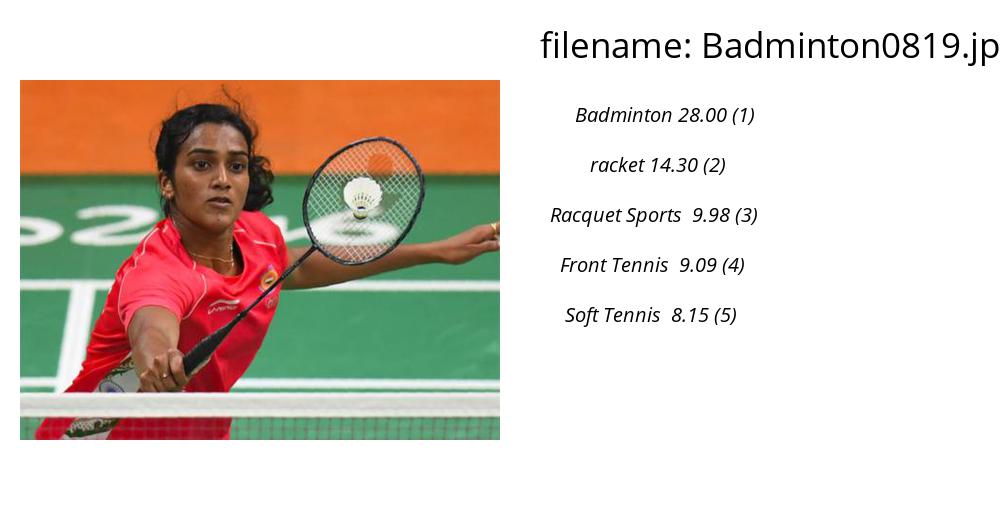 filename: Badminton0819.jp
Badminton 28.00 (1)
racket 14.30 (2)
Racquet Sports 9.98 (3)
Front Tennis 9.09 (4)
Soft Tennis 8.15 (5)